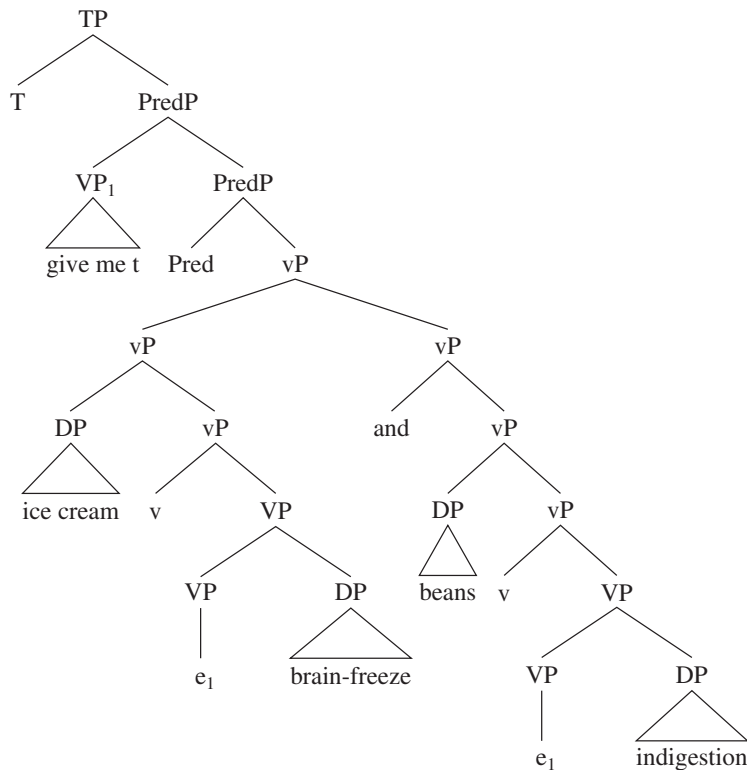 TP
T PredP
VP₁ PredP
give me t Pred vP
vP vP
DP vP and vP
ice cream v VP DP vP
VP DP beans v VP
e₁ brain-freeze VP DP
e₁ indigestion